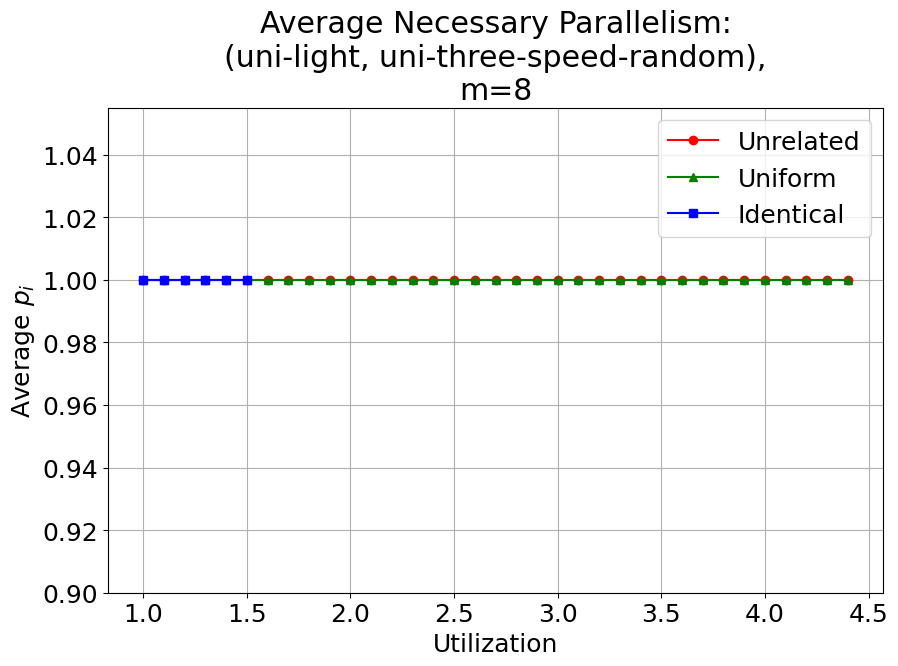 Average Necessary Parallelism:
(uni-light, uni-three-speed-random),
m=8
Unrelated
Uniform
Identical
1.04
1.02
1.00
0.98
0.96
0.94
0.92
0.90
Average p_i
1.0 1.5 2.0 2.5 3.0 3.5 4.0 4.5
Utilization